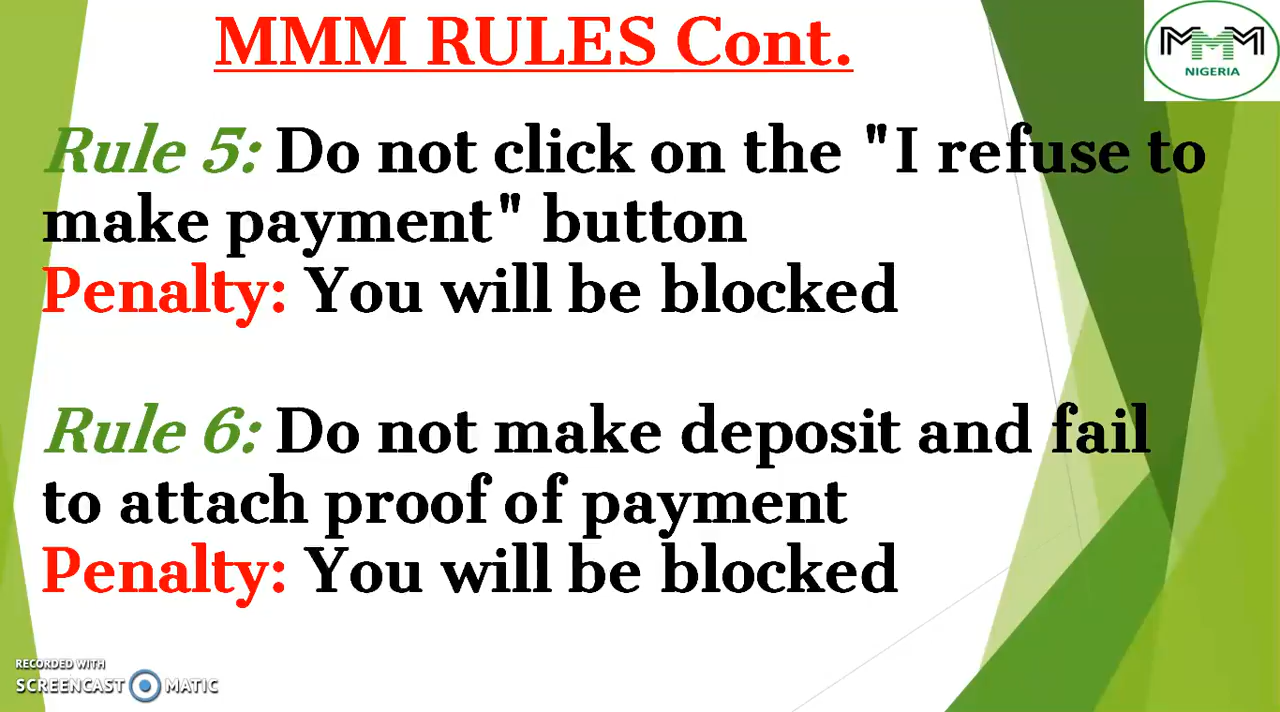 MMM RULES Cont.
MMM
NIGERIA
Rule 5: Do not click on the "I refuse to
make payment" button
Penalty: You will be blocked
Rule 6: Do not make deposit and fail
to attach proof of payment
Penalty: You will be blocked
RECORDED WITH
SCREENCAST MATIC